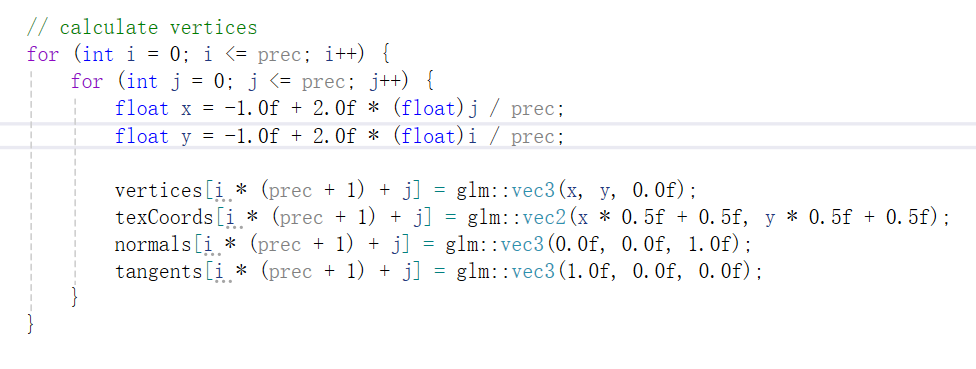 // calculate vertices
for (int i = 0; i <= prec; i++) {
    for (int j = 0; j <= prec; j++) {
        float x = -1.0f + 2.0f * (float)j / prec;
        float y = -1.0f + 2.0f * (float)i / prec;

        vertices[i * (prec + 1) + j] = glm::vec3(x, y, 0.0f);
        texCoords[i * (prec + 1) + j] = glm::vec2(x * 0.5f + 0.5f, y * 0.5f + 0.5f);
        normals[i * (prec + 1) + j] = glm::vec3(0.0f, 0.0f, 1.0f);
        tangents[i * (prec + 1) + j] = glm::vec3(1.0f, 0.0f, 0.0f);
    }
}